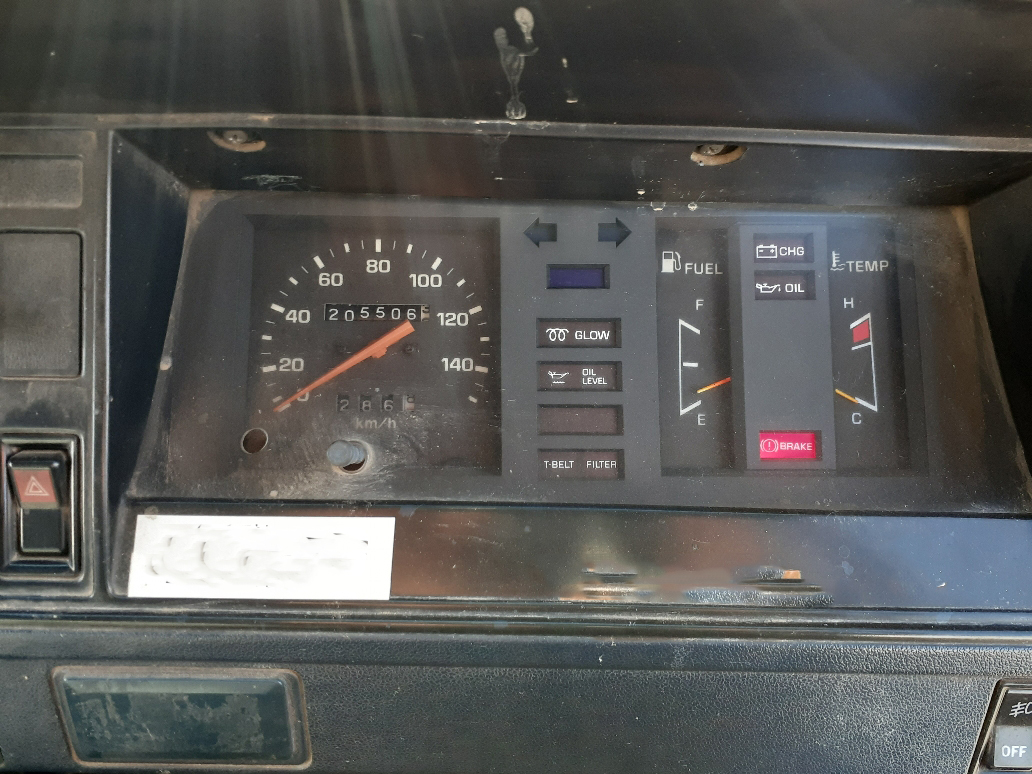 80
60 100
205506
40 120
20 140
0
286
km/h
GLOW
OIL
LEVEL
T-BELT FILTER
FUEL
F
E
CHG
OIL
BRAKE
TEMP
H
C
OFF